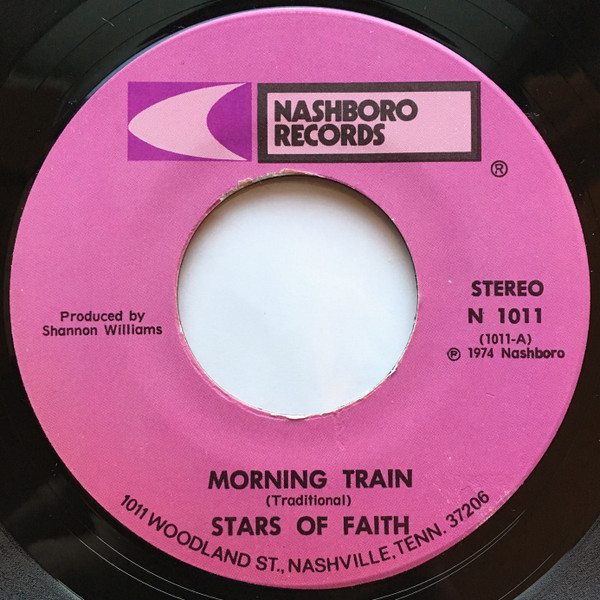 NASHBORO
RECORDS
®
STEREO
N 1011
(1011-A)
℗ 1974 Nashboro
Produced by
Shannon Williams
MORNING TRAIN
(Traditional)
STARS OF FAITH
1011 WOODLAND ST., NASHVILLE, TENN. 37206